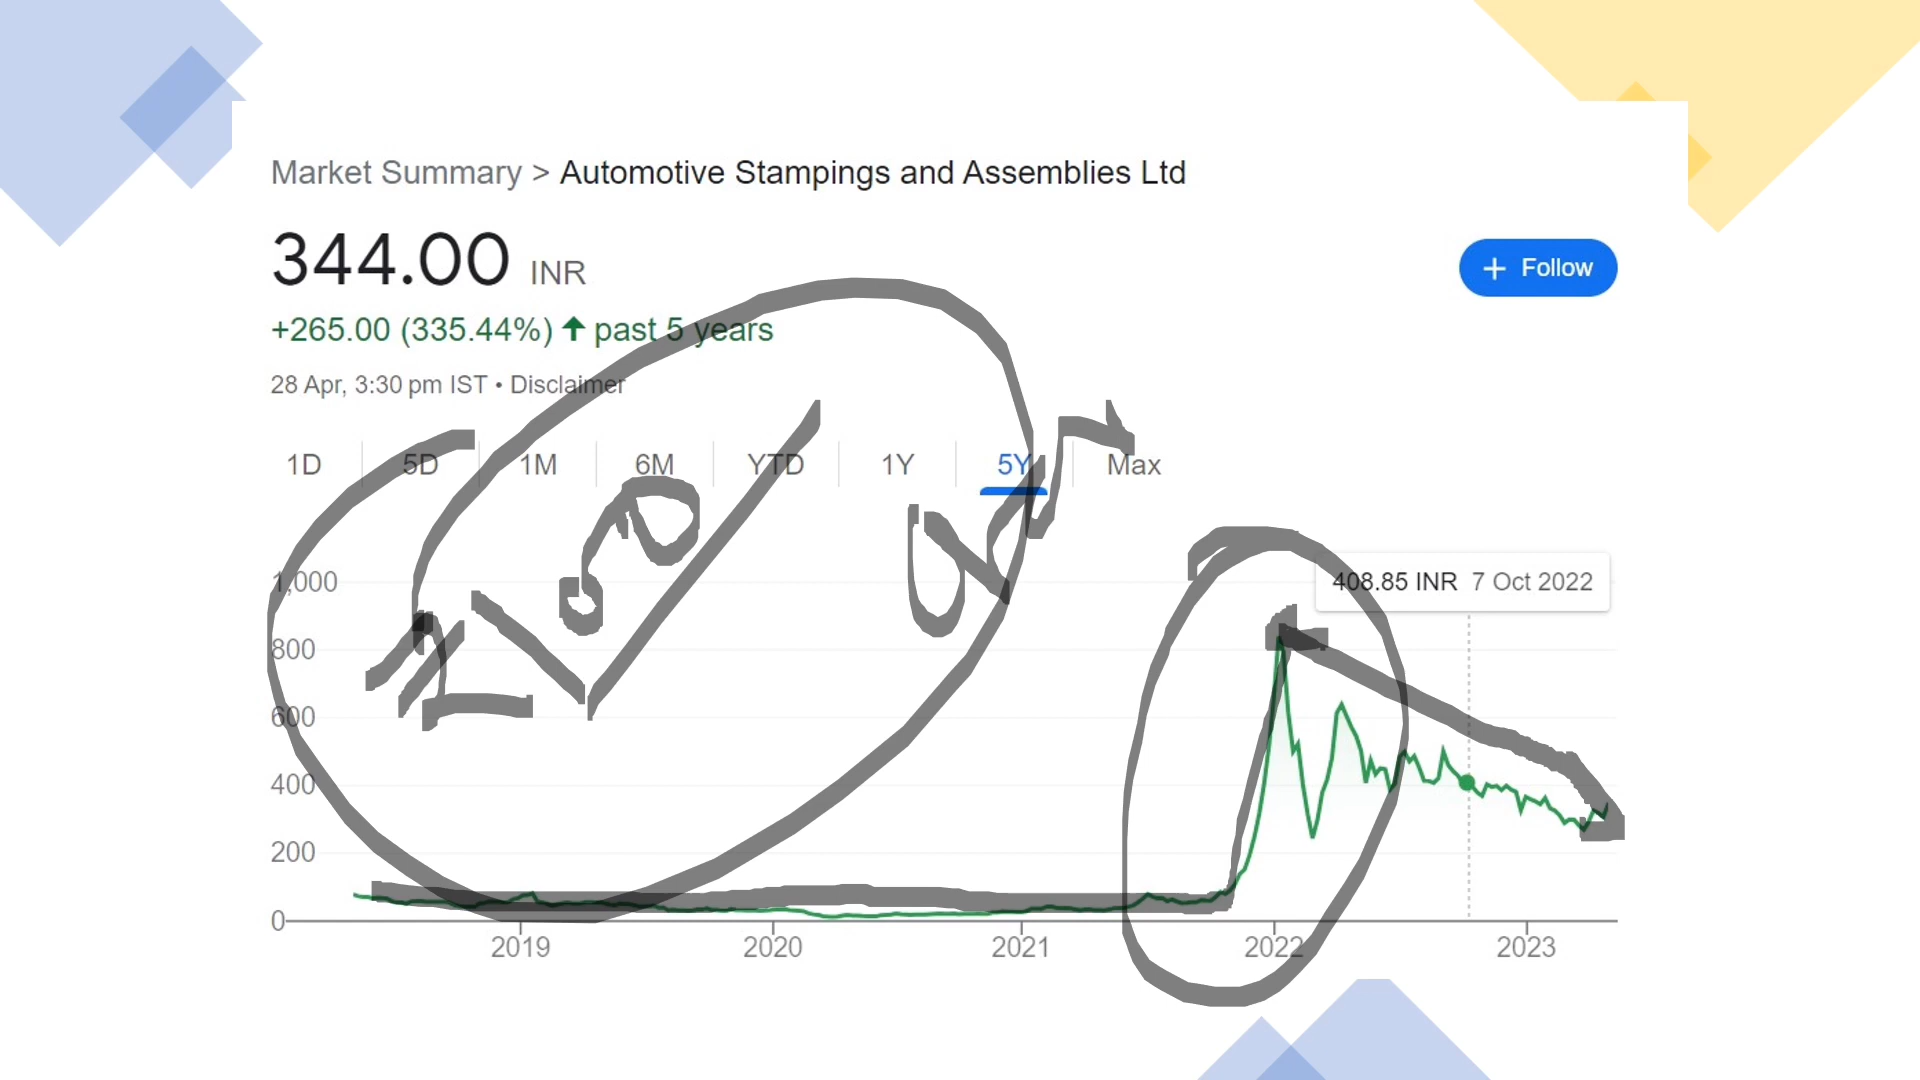 Market Summary > Automotive Stampings and Assemblies Ltd
344.00 INR
+ Follow
+265.00 (335.44%) ↑ past 5 years
28 Apr, 3:30 pm IST • Disclaimer
1D 5D 1M 6M YTD 1Y 5Y Max
408.85 INR 7 Oct 2022
1,000
800
600
400
200
0
2019 2020 2021 2022 2023